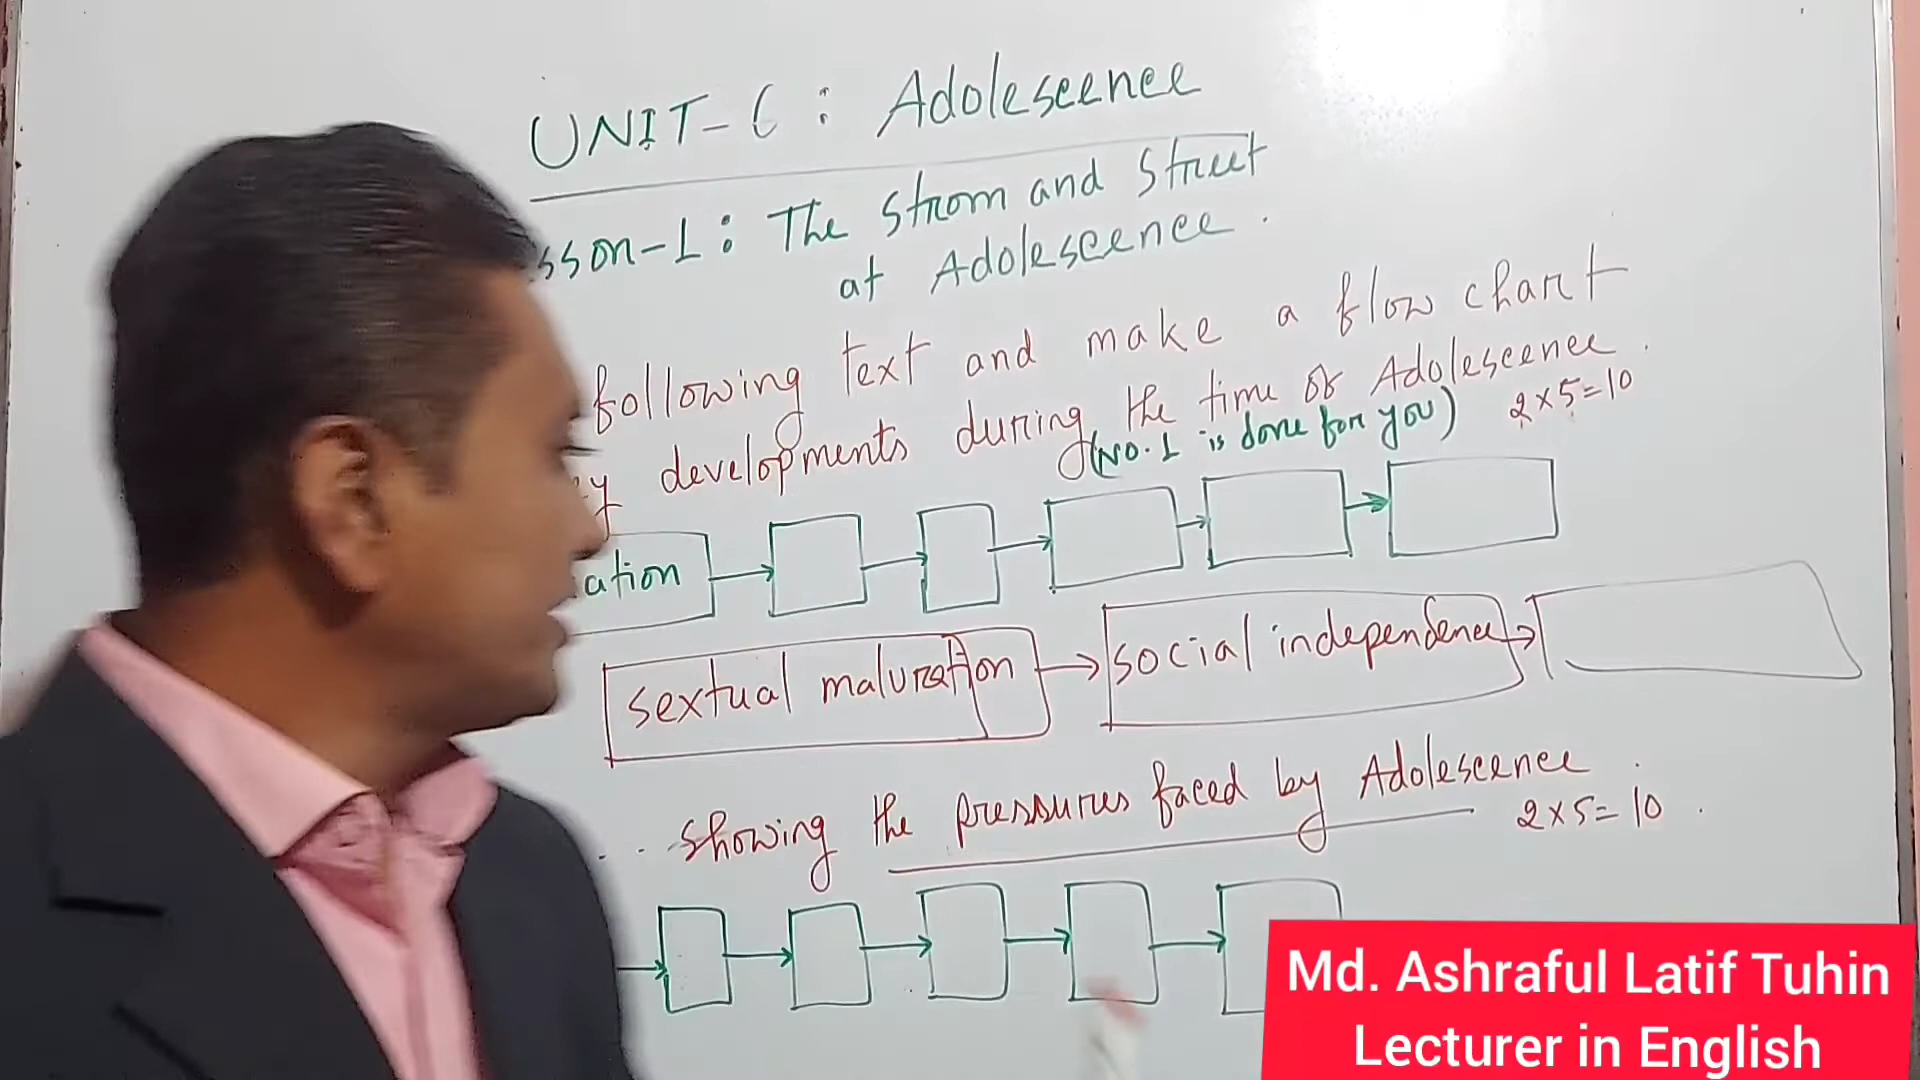 UNIT-6 : Adolescence
sson-1 : The Strom and Street
at Adolescence.
following text and make a flow chart
y developments during the time of Adolescence.
(NO. 1 is done for you) 2 × 5 = 10
ation
sextual maturation social independence
... showing the pressures faced by Adolescence.
2 × 5 = 10
Md. Ashraful Latif Tuhin
Lecturer in English